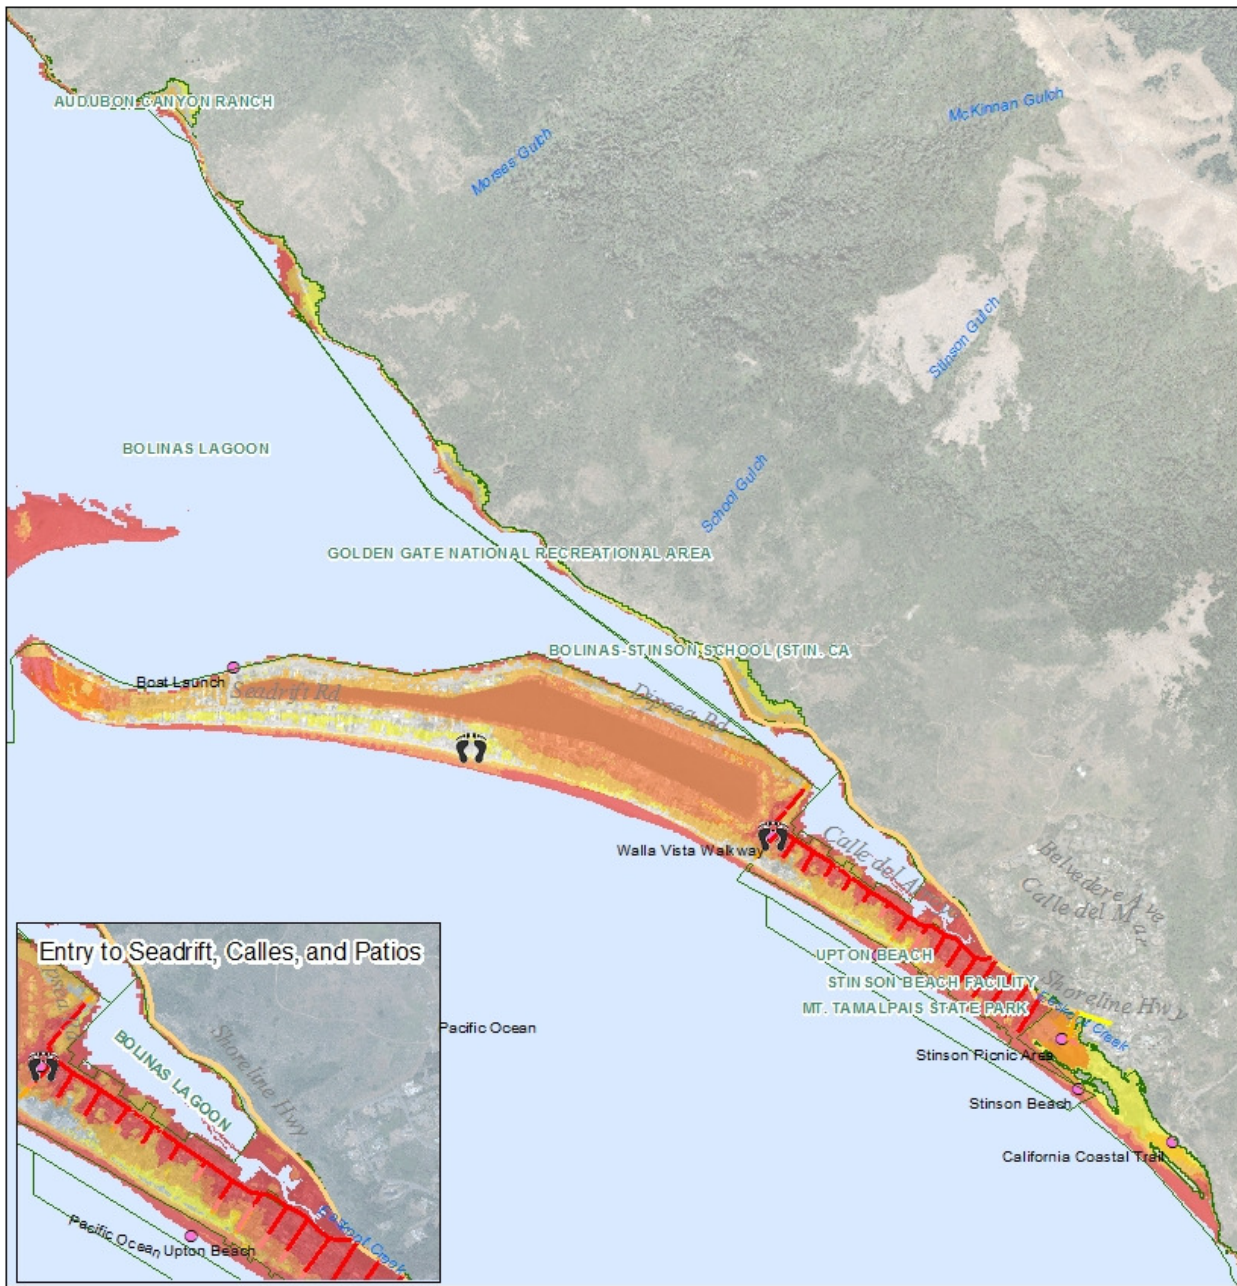 AUDUBON CANYON RANCH
McKinnan Gulch
Morses Gulch
Stinson Gulch
BOLINAS LAGOON
School Gulch
GOLDEN GATE NATIONAL RECREATIONAL AREA
BOLINAS-STINSON SCHOOL (STIN. CA
Boat Launch
Seadrift Rd
Dipsea Rd
Walla Vista Walkway
Calle del
Belvedere Ave
Calle del Mar
UPTON BEACH
STINSON BEACH FACILITY
MT. TAMALPAIS STATE PARK
Shoreline Hwy
Creek
Stinson Picnic Area
Stinson Beach
California Coastal Trail
Pacific Ocean
Entry to Seadrift, Calles, and Patios
Rd
BOLINAS LAGOON
Shoreline Hwy
Creek
Pacific Ocean
Upton Beach